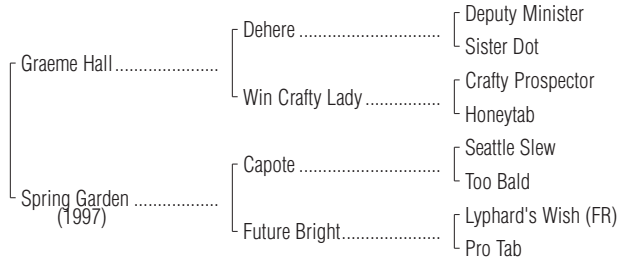 Deputy Minister
Dehere ....................................
Sister Dot
Graeme Hall.....................
Crafty Prospector
Win Crafty Lady ...................
Honeytab
Seattle Slew
Capote ....................................
Too Bald
Spring Garden .................
(1997)
Lyphard's Wish (FR)
Future Bright.........................
Pro Tab